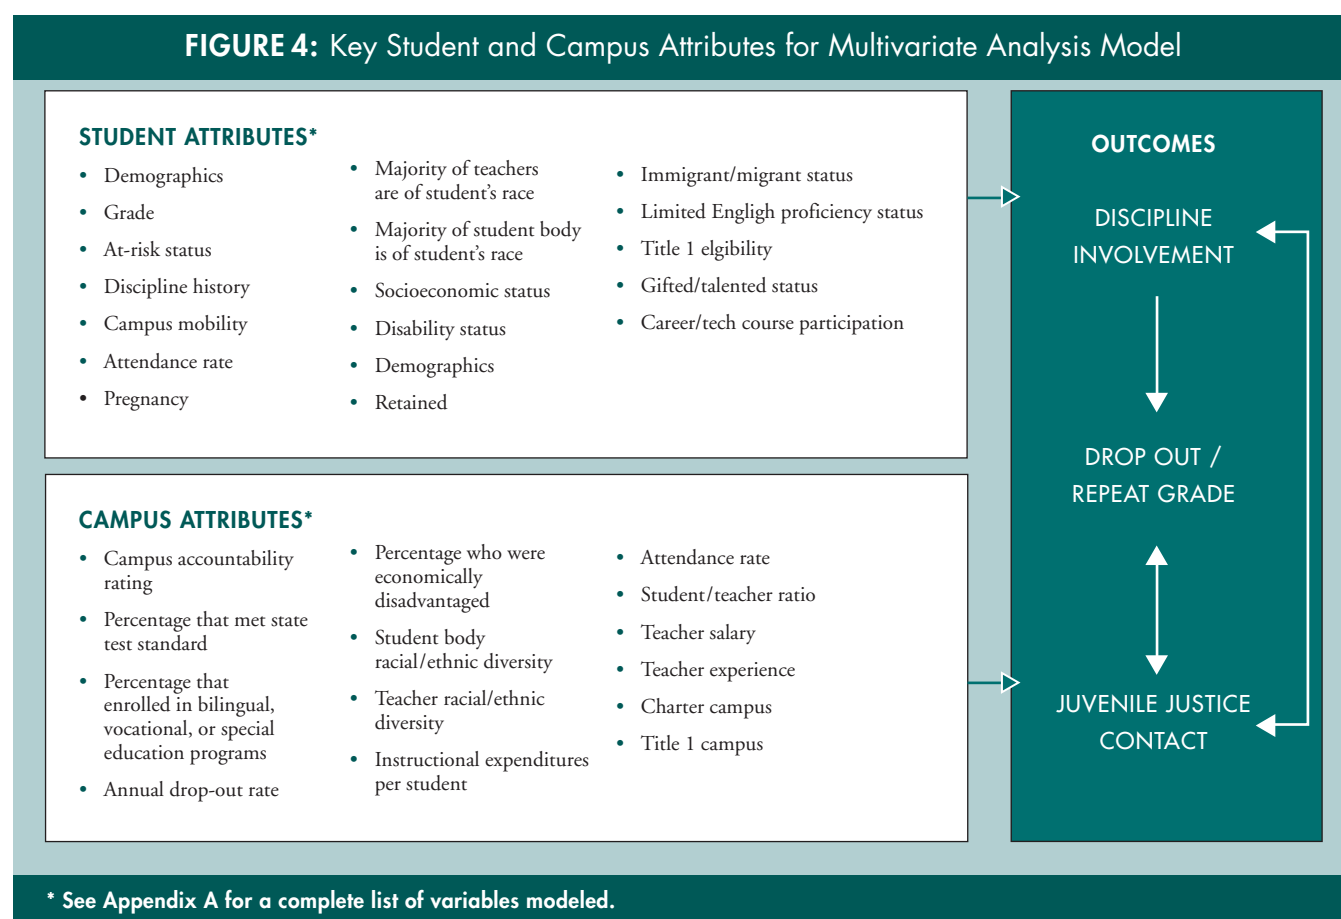 FIGURE 4: Key Student and Campus Attributes for Multivariate Analysis Model
STUDENT ATTRIBUTES*
• Demographics
• Grade
• At-risk status
• Discipline history
• Campus mobility
• Attendance rate
• Pregnancy
• Majority of teachers
are of student's race
• Majority of student body
is of student's race
• Socioeconomic status
• Disability status
• Demographics
• Retained
• Immigrant/migrant status
• Limited Engligh proficiency status
• Title 1 elgibility
• Gifted/talented status
• Career/tech course participation
CAMPUS ATTRIBUTES*
• Campus accountability
rating
• Percentage that met state
test standard
• Percentage that
enrolled in bilingual,
vocational, or special
education programs
• Annual drop-out rate
• Percentage who were
economically
disadvantaged
• Student body
racial/ethnic diversity
• Teacher racial/ethnic
diversity
• Instructional expenditures
per student
• Attendance rate
• Student/teacher ratio
• Teacher salary
• Teacher experience
• Charter campus
• Title 1 campus
OUTCOMES
DISCIPLINE
INVOLVEMENT
DROP OUT /
REPEAT GRADE
JUVENILE JUSTICE
CONTACT
* See Appendix A for a complete list of variables modeled.